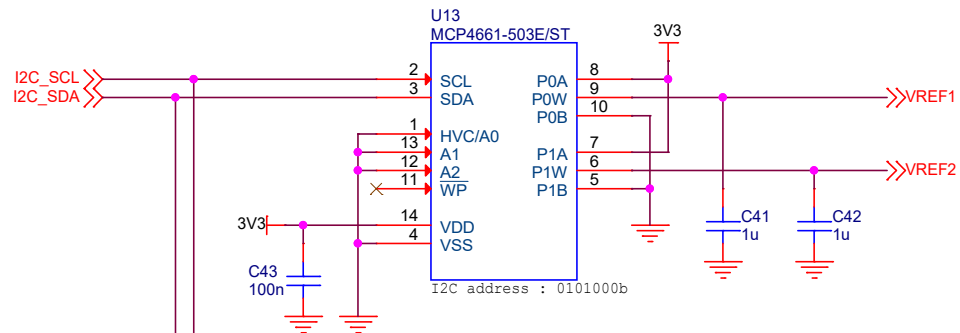 U13
MCP4661-503E/ST
3V3
I2C_SCL
I2C_SDA
2
SCL
3
SDA
1
HVC/A0
13
A1
12
A2
11
WP
14
VDD
4
VSS
P0A
8
P0W
9
P0B
10
P1A
7
P1W
6
P1B
5
VREF1
VREF2
3V3
C41
1u
C42
1u
C43
100n
I2C address : 0101000b